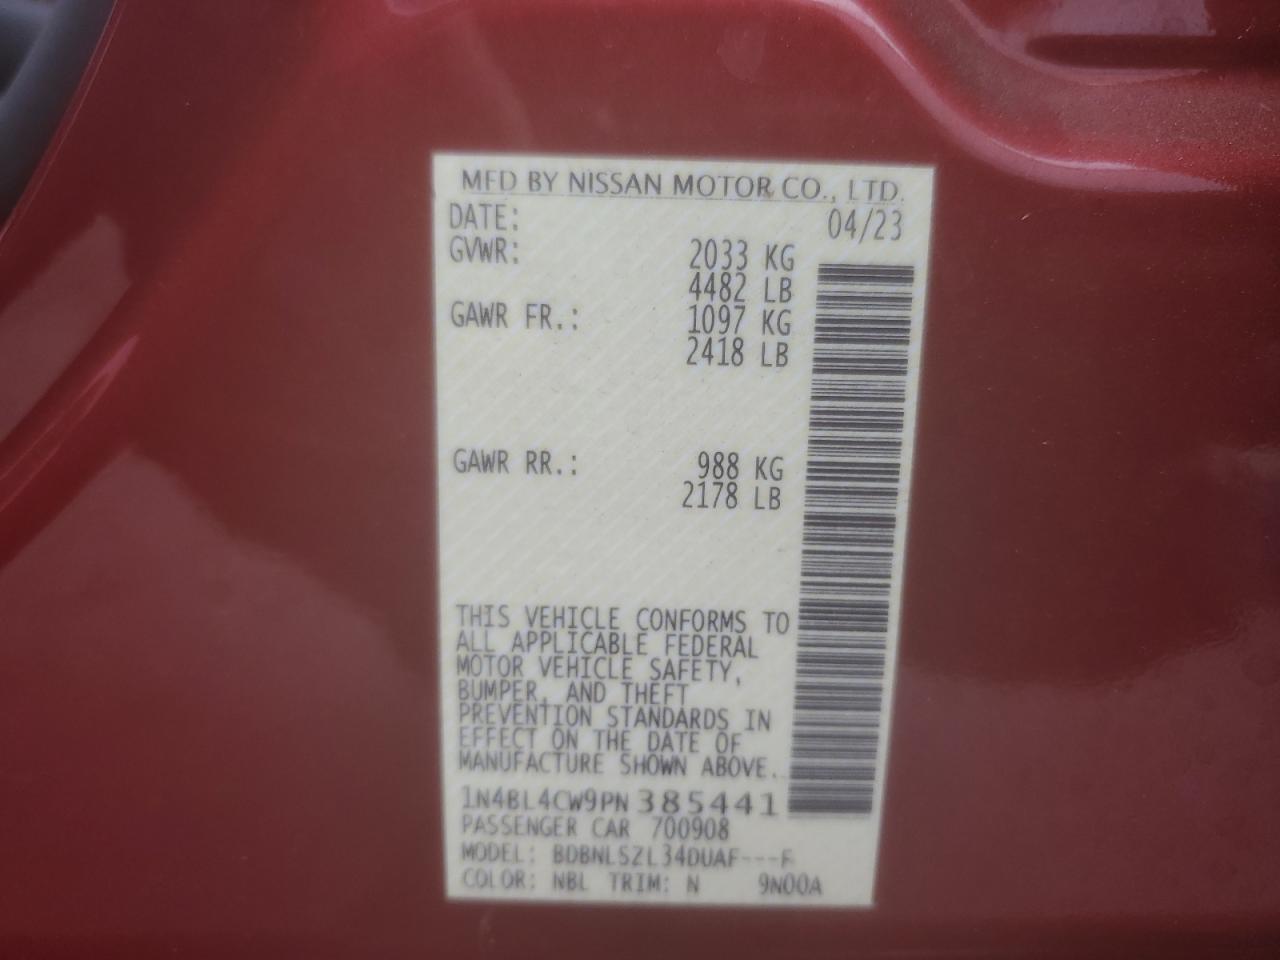 MFD BY NISSAN MOTOR CO., LTD.
DATE: 04/23
GVWR: 2033 KG
4482 LB
GAWR FR.: 1097 KG
2418 LB
GAWR RR.: 988 KG
2178 LB
THIS VEHICLE CONFORMS TO
ALL APPLICABLE FEDERAL
MOTOR VEHICLE SAFETY,
BUMPER, AND THEFT
PREVENTION STANDARDS IN
EFFECT ON THE DATE OF
MANUFACTURE SHOWN ABOVE.
1N4BL4CW9PN385441
PASSENGER CAR 700908
MODEL: BDBNLSZL34DUAF---F
COLOR: NBL TRIM: N 9N00A